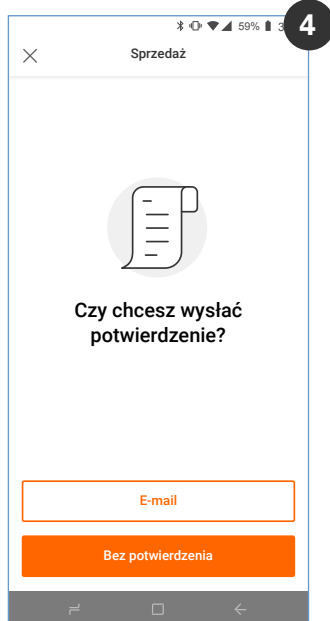 59%
4
Sprzedaż
Czy chcesz wysłać
potwierdzenie?
E-mail
Bez potwierdzenia